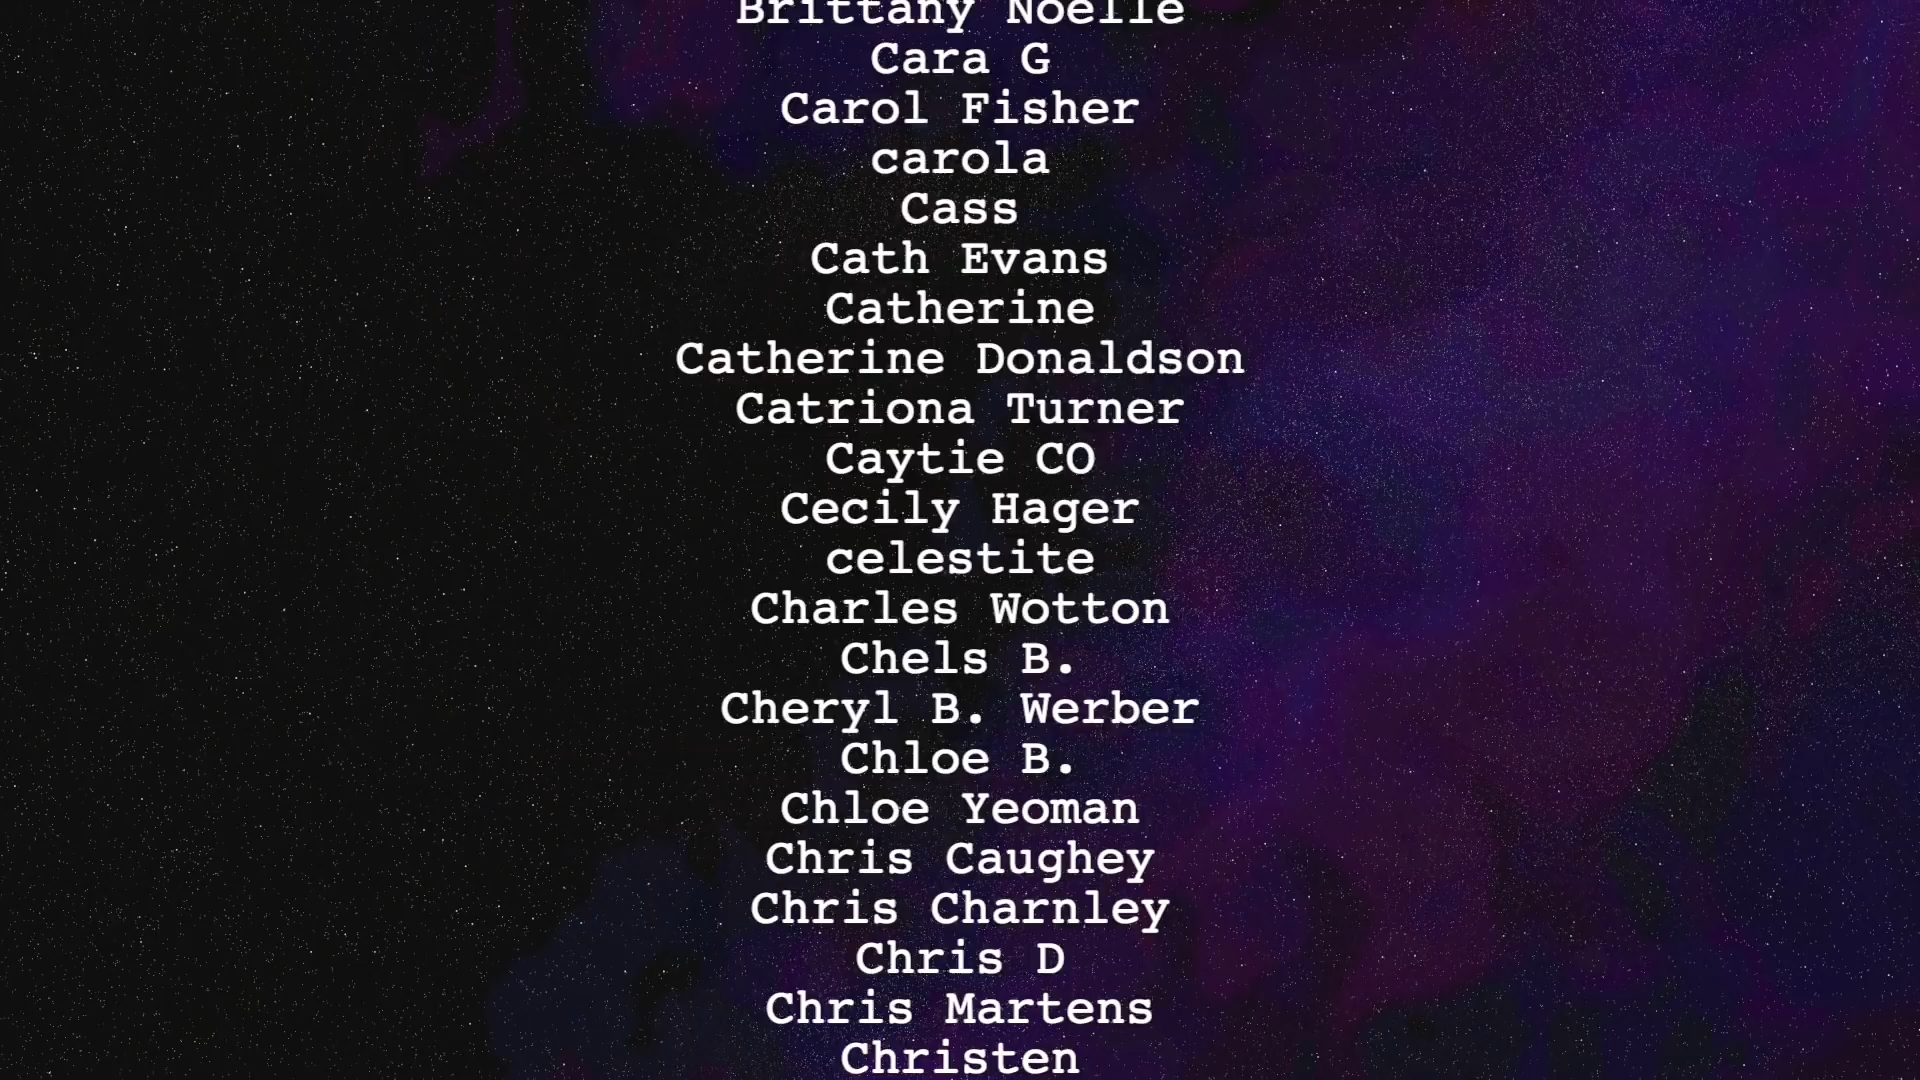 Brittany Noelle
Cara G
Carol Fisher
carola
Cass
Cath Evans
Catherine
Catherine Donaldson
Catriona Turner
Caytie CO
Cecily Hager
celestite
Charles Wotton
Chels B.
Cheryl B. Werber
Chloe B.
Chloe Yeoman
Chris Caughey
Chris Charnley
Chris D
Chris Martens
Christen